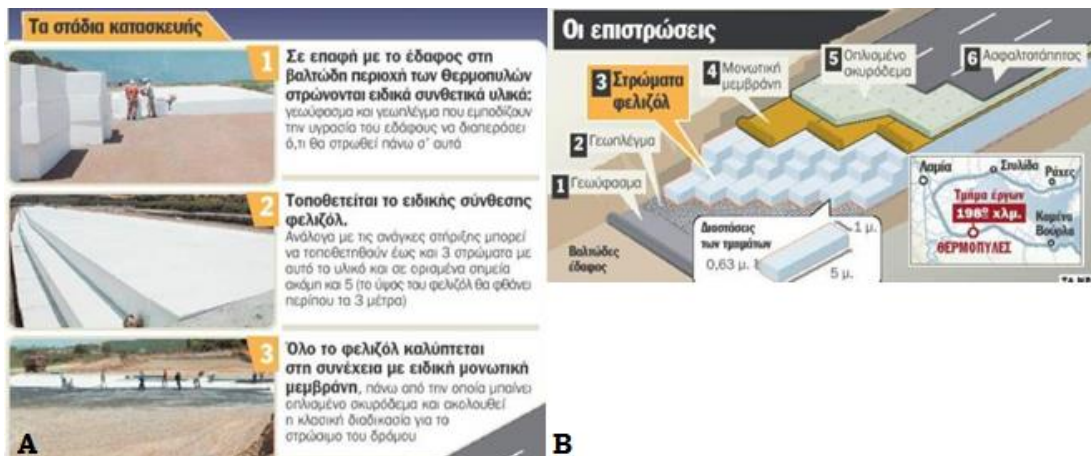 Τα στάδια κατασκευής
1
Σε επαφή με το έδαφος στη
βαλτώδη περιοχή των Θερμοπυλών
στρώνονται ειδικά συνθετικά υλικά:
γεωύφασμα και γεωπλέγμα που εμποδίζουν
την υγρασία του εδάφους να διαπεράσει
ό,τι θα στρωθεί πάνω σ' αυτά
2
Τοποθετείται το ειδικής σύνθεσης
φελιζόλ.
Ανάλογα με τις ανάγκες στήριξης μπορεί
να τοποθετηθούν έως και 3 στρώματα με
αυτό το υλικό και σε ορισμένα σημεία
ακόμη και 5 (το ύψος του φελιζόλ θα φθάνει
περίπου τα 3 μέτρα)
3
Όλο το φελιζόλ καλύπτεται
στη συνέχεια με ειδική μονωτική
μεμβράνη, πάνω από την οποία μπαίνει
οπλισμένο σκυρόδεμα και ακολουθεί
η κλασική διαδικασία για το
στρώσιμο του δρόμου
A
Οι επιστρώσεις
1 Γεωύφασμα
2 Γεωπλέγμα
3 Στρώματα
φελιζόλ
4 Μονωτική
μεμβράνη
5 Οπλισμένο
σκυρόδεμα
6 Ασφαλτοτάπητας
Βαλτώδες
έδαφος
Διαστάσεις
των τμημάτων
0,63 μ.
1 μ.
5 μ.
Λαμία
Στυλίδα
Ράχες
Τμήμα έργων
198ο χλμ.
ΘΕΡΜΟΠΥΛΕΣ
Καμένα
Βούρλα
B